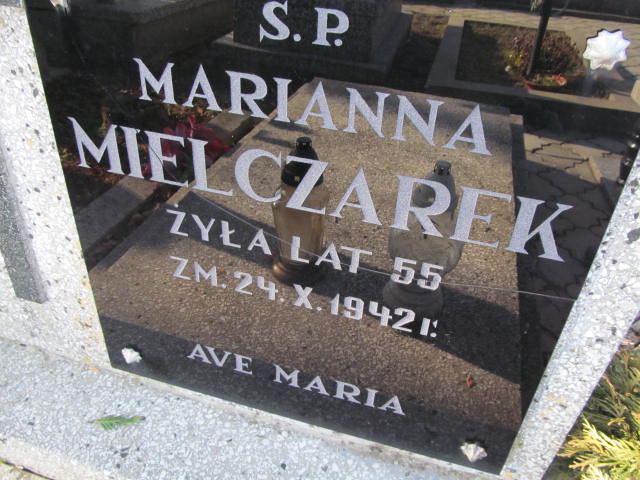 Ś.P.
MARIANNA
MIELCZAREK
ŻYŁA LAT 55
ZM. 24.X.1942 r.
AVE MARIA